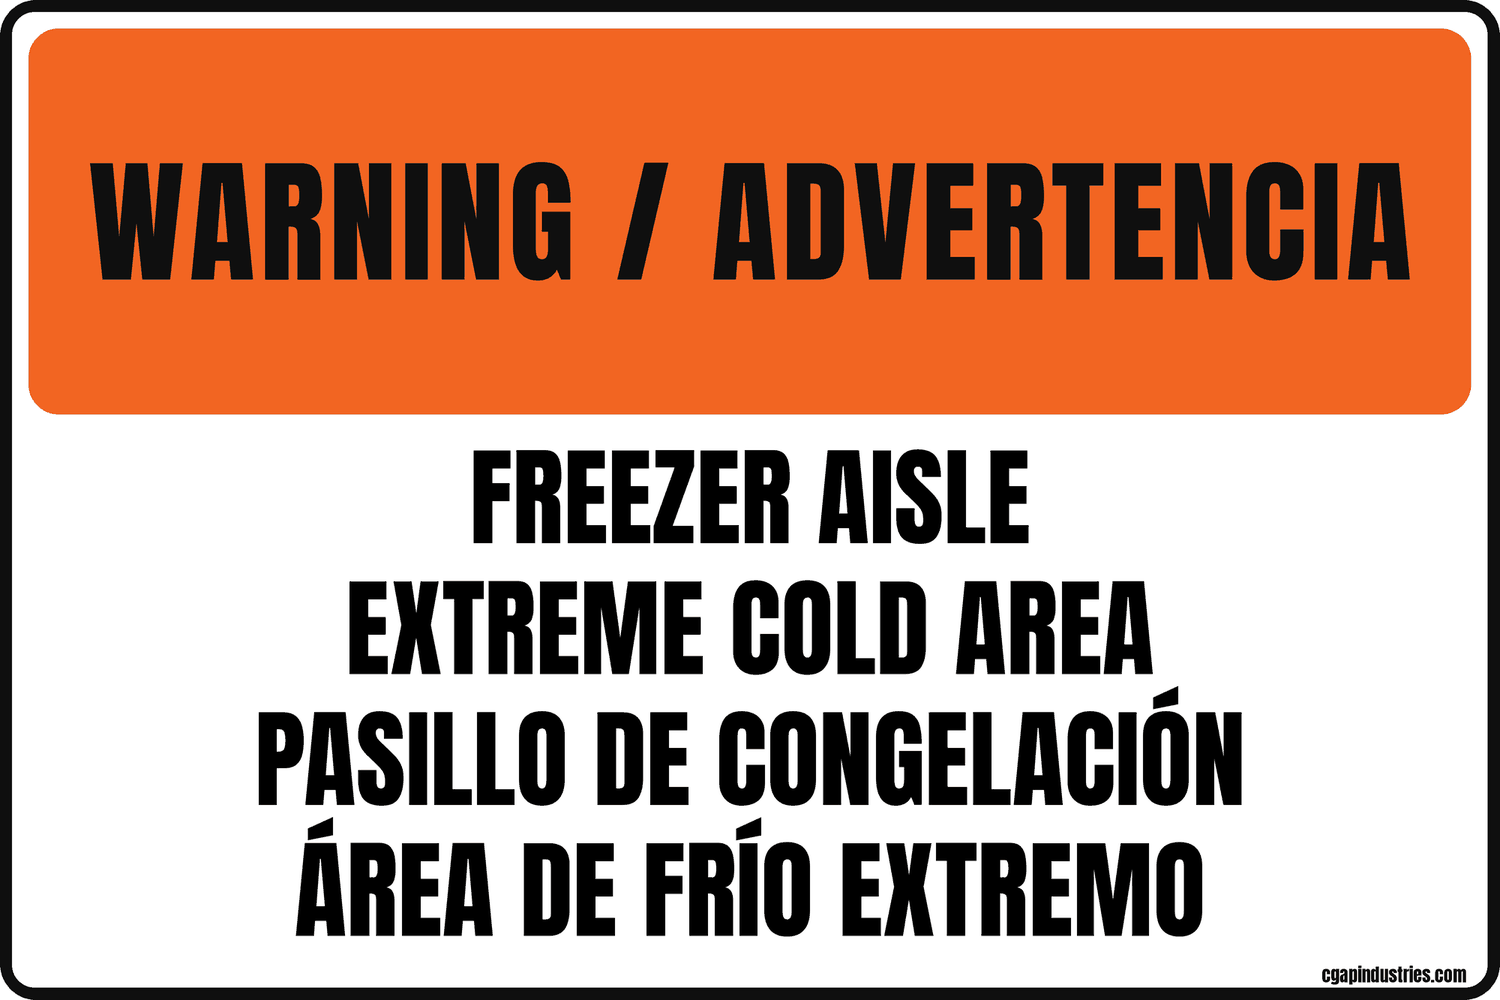 WARNING / ADVERTENCIA
FREEZER AISLE
EXTREME COLD AREA
PASILLO DE CONGELACIÓN
ÁREA DE FRÍO EXTREMO
cgapindustries.com